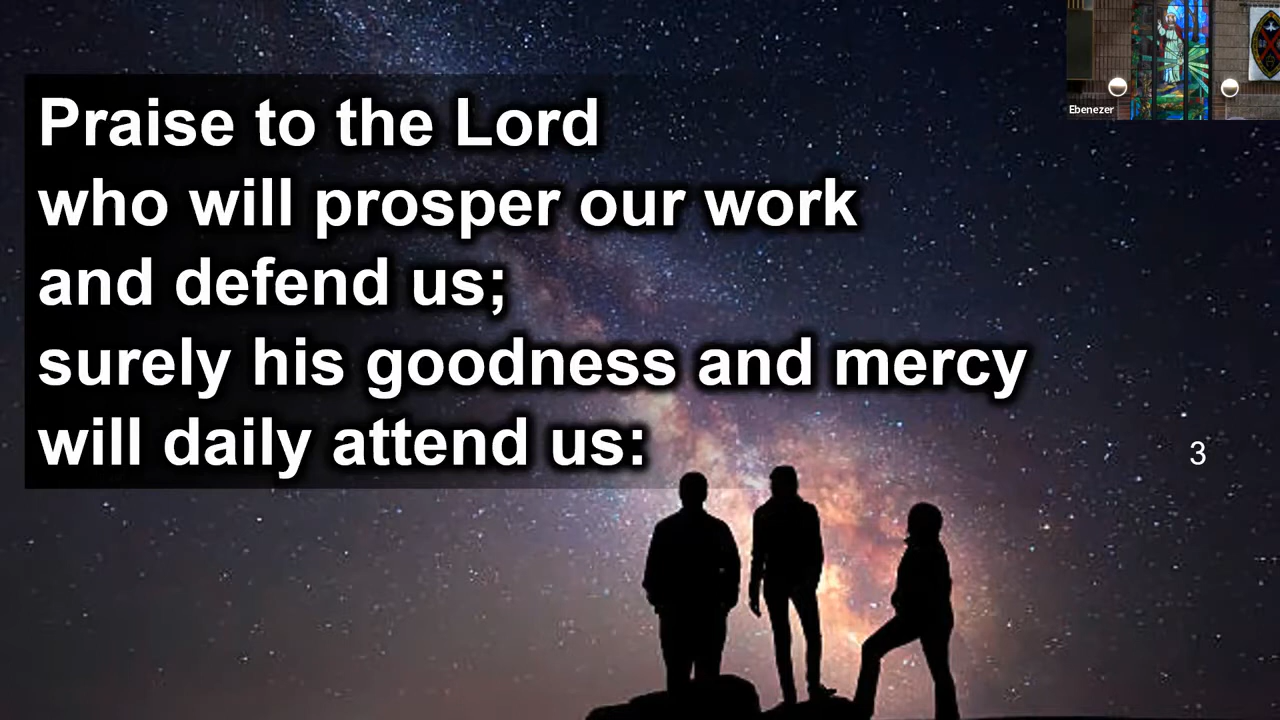 Praise to the Lord
who will prosper our work
and defend us;
surely his goodness and mercy
will daily attend us:
3
Ebenezer